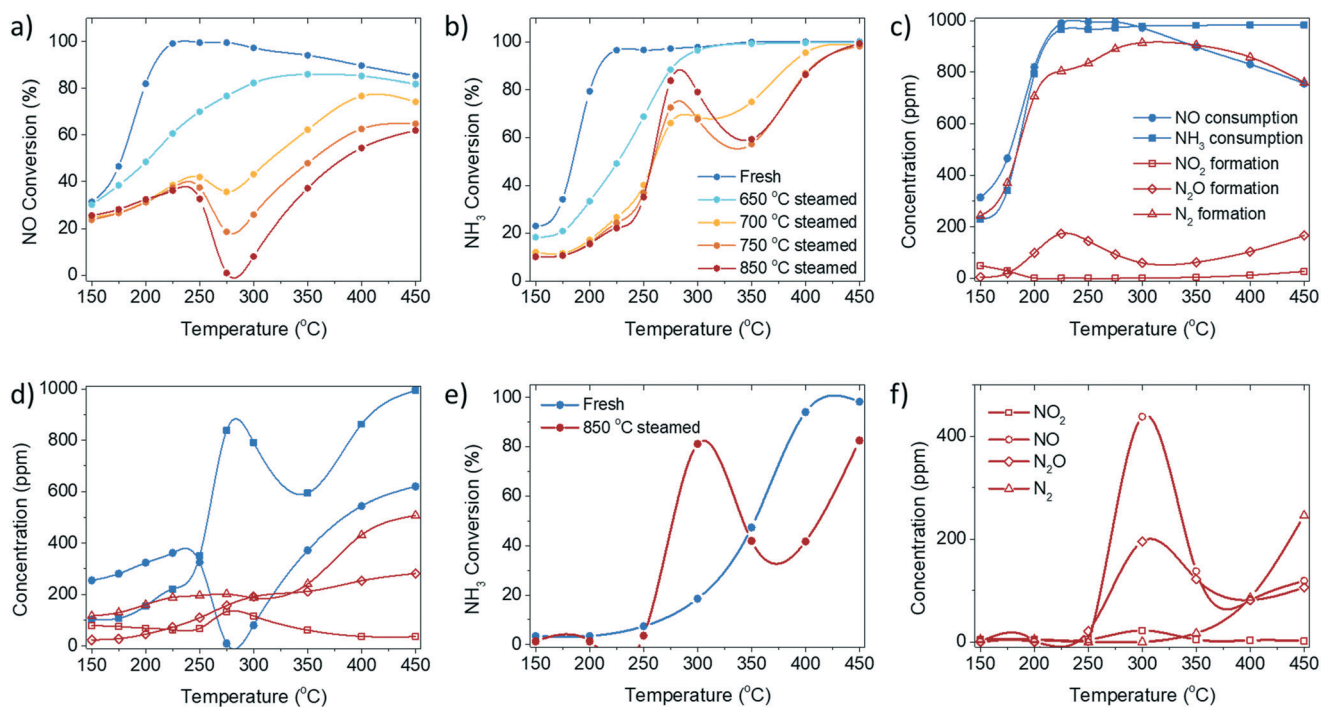 a)
NO Conversion (%)
100
80
60
40
20
0
150 200 250 300 350 400 450
Temperature (°C)
b)
NH₃ Conversion (%)
100
80
60
40
20
0
Fresh
650 °C steamed
700 °C steamed
750 °C steamed
850 °C steamed
150 200 250 300 350 400 450
Temperature (°C)
c)
Concentration (ppm)
1000
800
600
400
200
0
NO consumption
NH₃ consumption
NO₂ formation
N₂O formation
N₂ formation
150 200 250 300 350 400 450
Temperature (°C)
d)
Concentration (ppm)
1000
800
600
400
200
0
150 200 250 300 350 400 450
Temperature (°C)
e)
NH₃ Conversion (%)
100
80
60
40
20
0
Fresh
850 °C steamed
150 200 250 300 350 400 450
Temperature (°C)
f)
Concentration (ppm)
400
200
0
NO₂
NO
N₂O
N₂
150 200 250 300 350 400 450
Temperature (°C)